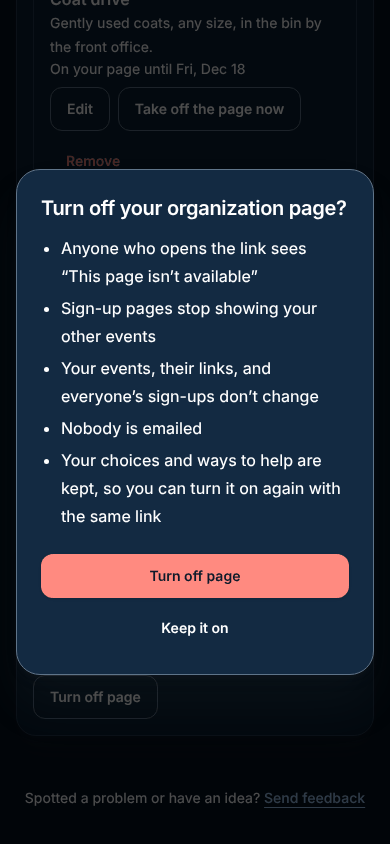 Coat drive
Gently used coats, any size, in the bin by
the front office.
On your page until Fri, Dec 18
Edit
Take off the page now
Remove
Turn off your organization page?
• Anyone who opens the link sees
“This page isn’t available”
• Sign-up pages stop showing your
other events
• Your events, their links, and
everyone’s sign-ups don’t change
• Nobody is emailed
• Your choices and ways to help are
kept, so you can turn it on again with
the same link
Turn off page
Keep it on
Turn off page
Spotted a problem or have an idea? Send feedback